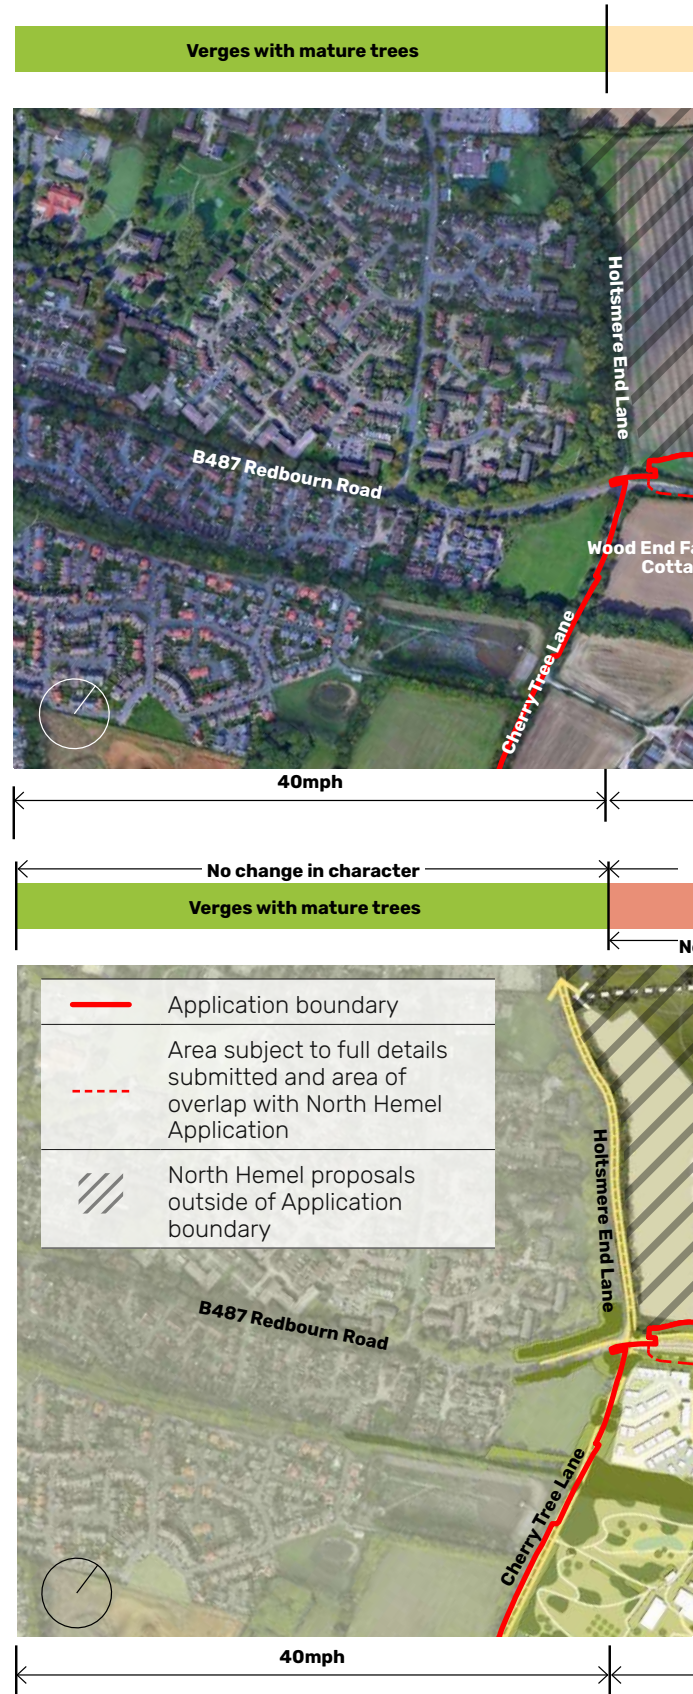 Verges with mature trees
Holtsmere End Lane
B487 Redbourn Road
Wood End Fa
Cotta
Cherry Tree Lane
40mph
No change in character
Verges with mature trees
N
Application boundary
Area subject to full details
submitted and area of
overlap with North Hemel
Application
North Hemel proposals
outside of Application
boundary
Holtsmere End Lane
B487 Redbourn Road
Cherry Tree Lane
40mph